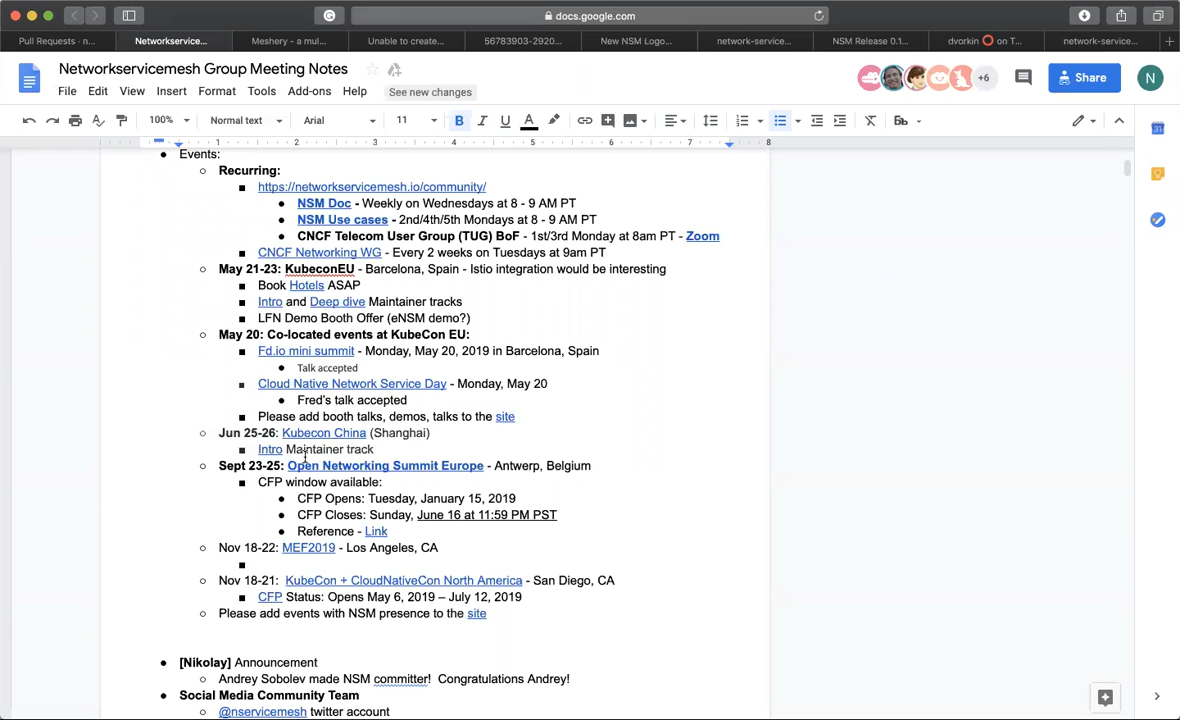 docs.google.com
Pull Requests · n...
Networkservice...
Meshery - a mul...
Unable to create...
56783903-2920...
New NSM Logo...
network-service...
NSM Release 0.1...
dvorkin ⭕ on T...
network-service...
Networkservicemesh Group Meeting Notes
File Edit View Insert Format Tools Add-ons Help See new changes
+6
Share
N
100% Normal text Arial 11 B I U A
1 2 3 4 5 6 7 8
31
● Events:
○ Recurring:
■ https://networkservicemesh.io/community/
● NSM Doc - Weekly on Wednesdays at 8 - 9 AM PT
● NSM Use cases - 2nd/4th/5th Mondays at 8 - 9 AM PT
● CNCF Telecom User Group (TUG) BoF - 1st/3rd Monday at 8am PT - Zoom
■ CNCF Networking WG - Every 2 weeks on Tuesdays at 9am PT
○ May 21-23: KubeconEU - Barcelona, Spain - Istio integration would be interesting
■ Book Hotels ASAP
■ Intro and Deep dive Maintainer tracks
■ LFN Demo Booth Offer (eNSM demo?)
○ May 20: Co-located events at KubeCon EU:
■ Fd.io mini summit - Monday, May 20, 2019 in Barcelona, Spain
● Talk accepted
■ Cloud Native Network Service Day - Monday, May 20
● Fred's talk accepted
■ Please add booth talks, demos, talks to the site
○ Jun 25-26: Kubecon China (Shanghai)
■ Intro Maintainer track
○ Sept 23-25: Open Networking Summit Europe - Antwerp, Belgium
■ CFP window available:
● CFP Opens: Tuesday, January 15, 2019
● CFP Closes: Sunday, June 16 at 11:59 PM PST
● Reference - Link
○ Nov 18-22: MEF2019 - Los Angeles, CA
■
○ Nov 18-21: KubeCon + CloudNativeCon North America - San Diego, CA
■ CFP Status: Opens May 6, 2019 – July 12, 2019
○ Please add events with NSM presence to the site
● [Nikolay] Announcement
○ Andrey Sobolev made NSM committer! Congratulations Andrey!
● Social Media Community Team
○ @nservicemesh twitter account